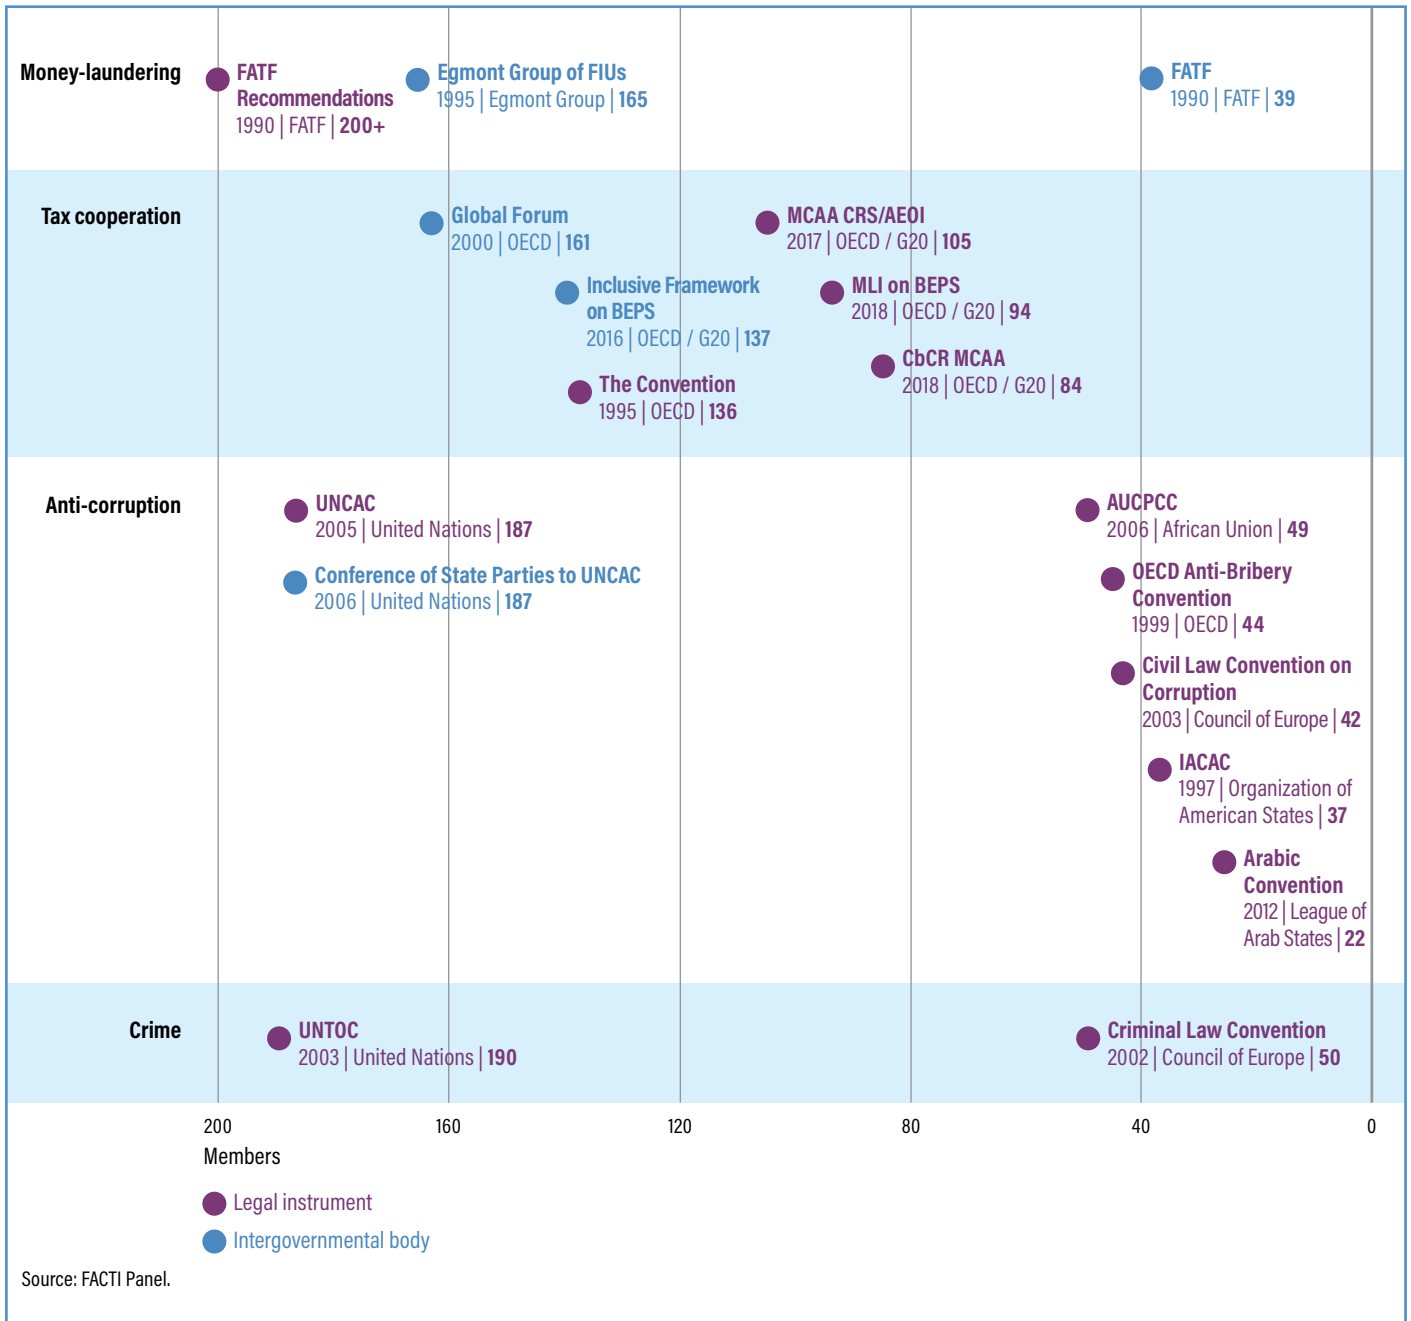 Money-laundering
FATF
Recommendations
1990 | FATF | 200+
Egmont Group of FIUs
1995 | Egmont Group | 165
FATF
1990 | FATF | 39
Tax cooperation
Global Forum
2000 | OECD | 161
Inclusive Framework
on BEPS
2016 | OECD / G20 | 137
The Convention
1995 | OECD | 136
MCAA CRS/AEOI
2017 | OECD / G20 | 105
MLI on BEPS
2018 | OECD / G20 | 94
CbCR MCAA
2018 | OECD / G20 | 84
Anti-corruption
UNCAC
2005 | United Nations | 187
Conference of State Parties to UNCAC
2006 | United Nations | 187
AUCPCC
2006 | African Union | 49
OECD Anti-Bribery
Convention
1999 | OECD | 44
Civil Law Convention on
Corruption
2003 | Council of Europe | 42
IACAC
1997 | Organization of
American States | 37
Arabic
Convention
2012 | League of
Arab States | 22
Crime
UNTOC
2003 | United Nations | 190
Criminal Law Convention
2002 | Council of Europe | 50
200 160 120 80 40 0
Members
Legal instrument
Intergovernmental body
Source: FACTI Panel.